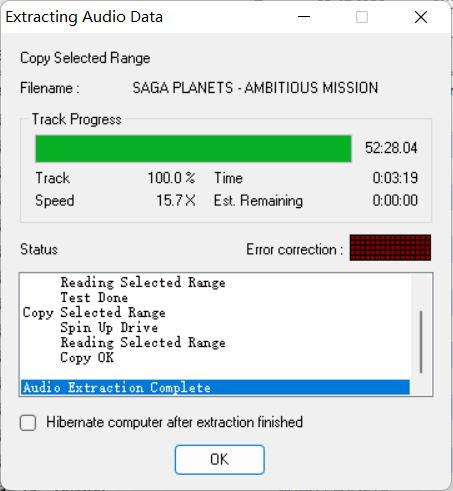 Extracting Audio Data
Copy Selected Range
Filename : SAGA PLANETS - AMBITIOUS MISSION
Track Progress
52:28.04
Track 100.0 % Time 0:03:19
Speed 15.7 X Est. Remaining 0:00:00
Status Error correction :
Reading Selected Range
Test Done
Copy Selected Range
Spin Up Drive
Reading Selected Range
Copy OK
Audio Extraction Complete
Hibernate computer after extraction finished
OK